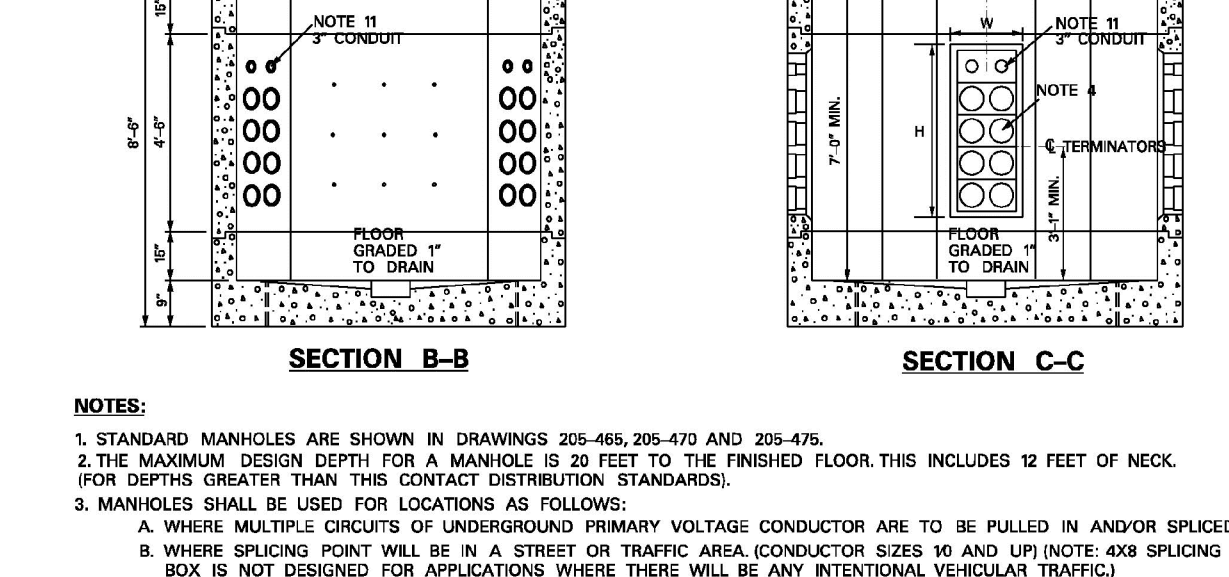 15"
NOTE 11
3" CONDUIT
8'-6"
4'-6"
15"
9"
FLOOR
GRADED 1"
TO DRAIN
SECTION B-B
W
NOTE 11
3" CONDUIT
NOTE 4
7'-0" MIN.
H
℄ TERMINATORS
3'-1" MIN.
FLOOR
GRADED 1"
TO DRAIN
SECTION C-C
NOTES:
1. STANDARD MANHOLES ARE SHOWN IN DRAWINGS 205-465, 205-470 AND 205-475.
2. THE MAXIMUM DESIGN DEPTH FOR A MANHOLE IS 20 FEET TO THE FINISHED FLOOR. THIS INCLUDES 12 FEET OF NECK.
(FOR DEPTHS GREATER THAN THIS CONTACT DISTRIBUTION STANDARDS).
3. MANHOLES SHALL BE USED FOR LOCATIONS AS FOLLOWS:
A. WHERE MULTIPLE CIRCUITS OF UNDERGROUND PRIMARY VOLTAGE CONDUCTOR ARE TO BE PULLED IN AND/OR SPLICED
B. WHERE SPLICING POINT WILL BE IN A STREET OR TRAFFIC AREA. (CONDUCTOR SIZES 1/0 AND UP) (NOTE: 4X8 SPLICING
BOX IS NOT DESIGNED FOR APPLICATIONS WHERE THERE WILL BE ANY INTENTIONAL VEHICULAR TRAFFIC.)